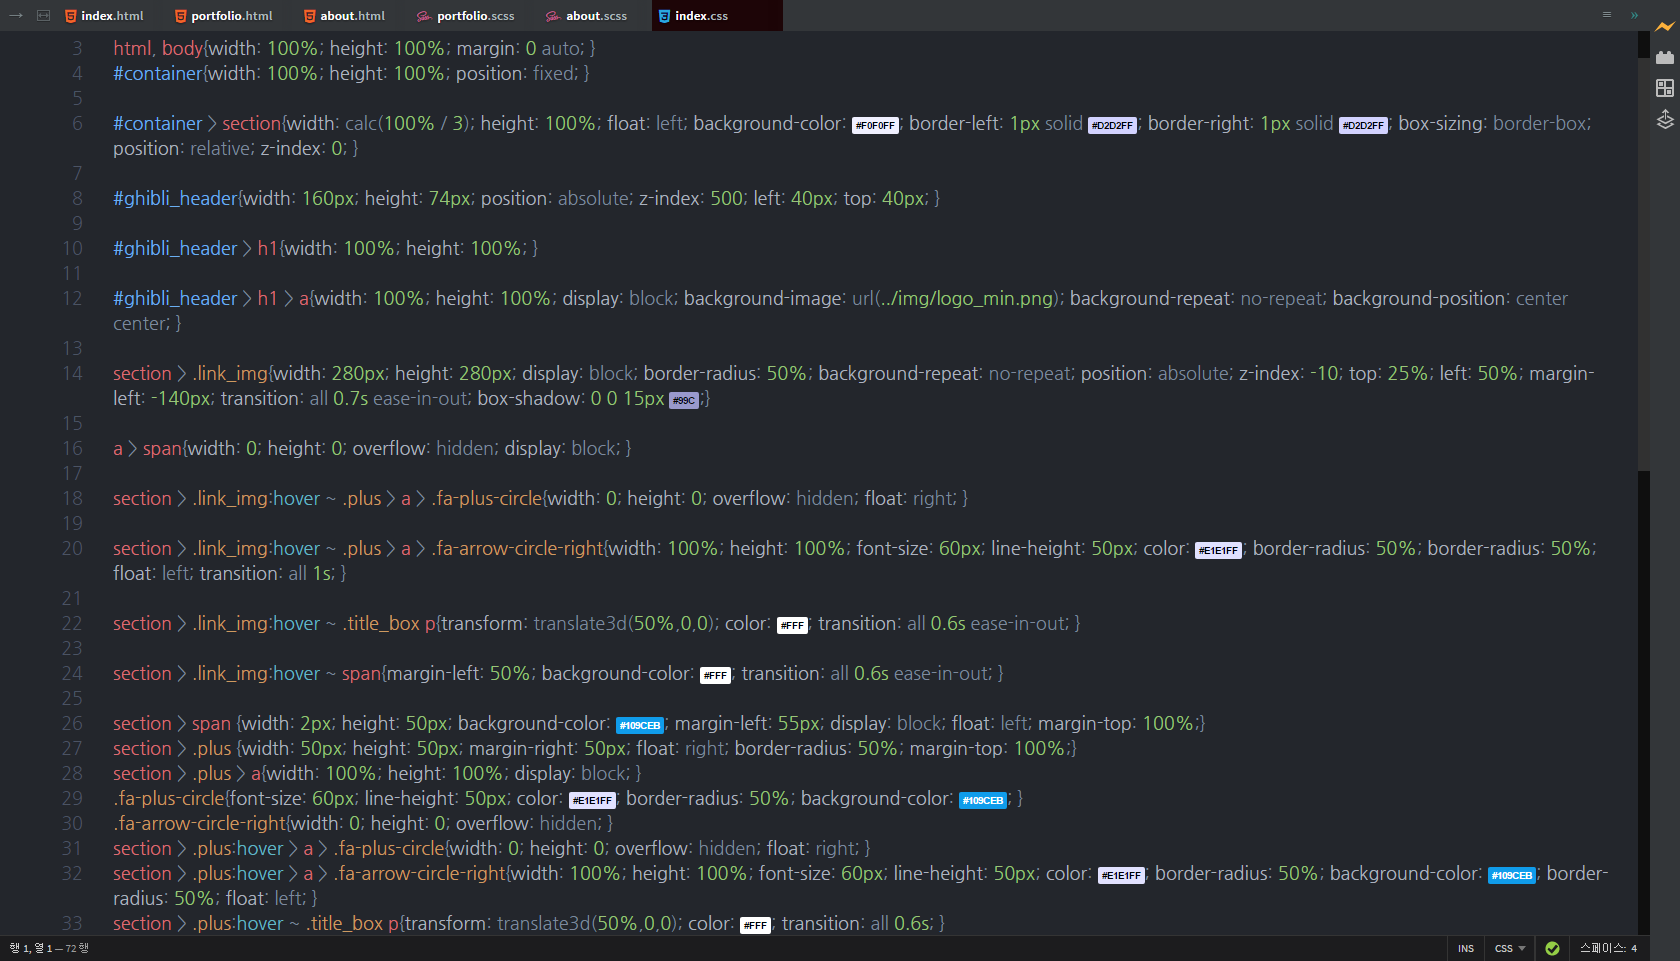 index.html portfolio.html about.html portfolio.scss about.scss index.css
3 html, body{width: 100%; height: 100%; margin: 0 auto; }
4 #container{width: 100%; height: 100%; position: fixed; }
5
6 #container > section{width: calc(100% / 3); height: 100%; float: left; background-color: #F0F0FF; border-left: 1px solid #D2D2FF; border-right: 1px solid #D2D2FF; box-sizing: border-box;
position: relative; z-index: 0; }
7
8 #ghibli_header{width: 160px; height: 74px; position: absolute; z-index: 500; left: 40px; top: 40px; }
9
10 #ghibli_header > h1{width: 100%; height: 100%; }
11
12 #ghibli_header > h1 > a{width: 100%; height: 100%; display: block; background-image: url(../img/logo_min.png); background-repeat: no-repeat; background-position: center
center; }
13
14 section > .link_img{width: 280px; height: 280px; display: block; border-radius: 50%; background-repeat: no-repeat; position: absolute; z-index: -10; top: 25%; left: 50%; margin-
left: -140px; transition: all 0.7s ease-in-out; box-shadow: 0 0 15px #99C;}
15
16 a > span{width: 0; height: 0; overflow: hidden; display: block; }
17
18 section > .link_img:hover ~ .plus > a > .fa-plus-circle{width: 0; height: 0; overflow: hidden; float: right; }
19
20 section > .link_img:hover ~ .plus > a > .fa-arrow-circle-right{width: 100%; height: 100%; font-size: 60px; line-height: 50px; color: #E1E1FF; border-radius: 50%; border-radius: 50%;
float: left; transition: all 1s; }
21
22 section > .link_img:hover ~ .title_box p{transform: translate3d(50%,0,0); color: #FFF; transition: all 0.6s ease-in-out; }
23
24 section > .link_img:hover ~ span{margin-left: 50%; background-color: #FFF; transition: all 0.6s ease-in-out; }
25
26 section > span {width: 2px; height: 50px; background-color: #109CEB; margin-left: 55px; display: block; float: left; margin-top: 100%;}
27 section > .plus {width: 50px; height: 50px; margin-right: 50px; float: right; border-radius: 50%; margin-top: 100%;}
28 section > .plus > a{width: 100%; height: 100%; display: block; }
29 .fa-plus-circle{font-size: 60px; line-height: 50px; color: #E1E1FF; border-radius: 50%; background-color: #109CEB; }
30 .fa-arrow-circle-right{width: 0; height: 0; overflow: hidden; }
31 section > .plus:hover > a > .fa-plus-circle{width: 0; height: 0; overflow: hidden; float: right; }
32 section > .plus:hover > a > .fa-arrow-circle-right{width: 100%; height: 100%; font-size: 60px; line-height: 50px; color: #E1E1FF; border-radius: 50%; background-color: #109CEB; border-
radius: 50%; float: left; }
33 section > .plus:hover ~ .title_box p{transform: translate3d(50%,0,0); color: #FFF; transition: all 0.6s; }
행 1, 열 1 — 72 행 INS CSS 스페이스: 4